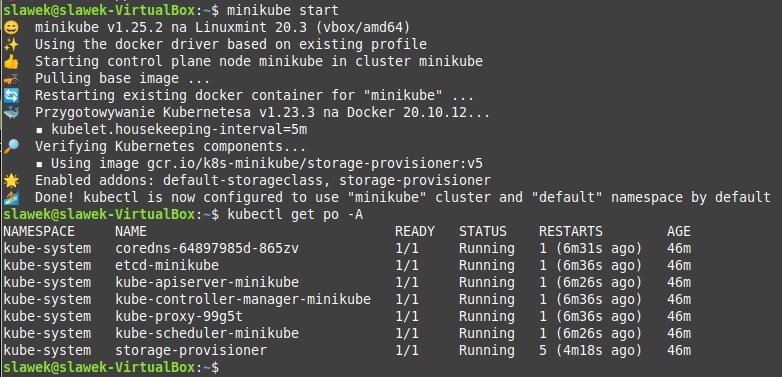 slawek@slawek-VirtualBox:~$ minikube start
😄 minikube v1.25.2 na Linuxmint 20.3 (vbox/amd64)
✨ Using the docker driver based on existing profile
👍 Starting control plane node minikube in cluster minikube
🚜 Pulling base image ...
🔄 Restarting existing docker container for "minikube" ...
🐳 Przygotowywanie Kubernetesa v1.23.3 na Docker 20.10.12...
▪ kubelet.housekeeping-interval=5m
🔎 Verifying Kubernetes components...
▪ Using image gcr.io/k8s-minikube/storage-provisioner:v5
🌟 Enabled addons: default-storageclass, storage-provisioner
🏄 Done! kubectl is now configured to use "minikube" cluster and "default" namespace by default
slawek@slawek-VirtualBox:~$ kubectl get po -A
NAMESPACE NAME READY STATUS RESTARTS AGE
kube-system coredns-64897985d-865zv 1/1 Running 1 (6m31s ago) 46m
kube-system etcd-minikube 1/1 Running 1 (6m36s ago) 46m
kube-system kube-apiserver-minikube 1/1 Running 1 (6m26s ago) 46m
kube-system kube-controller-manager-minikube 1/1 Running 1 (6m36s ago) 46m
kube-system kube-proxy-99g5t 1/1 Running 1 (6m36s ago) 46m
kube-system kube-scheduler-minikube 1/1 Running 1 (6m26s ago) 46m
kube-system storage-provisioner 1/1 Running 5 (4m18s ago) 46m
slawek@slawek-VirtualBox:~$